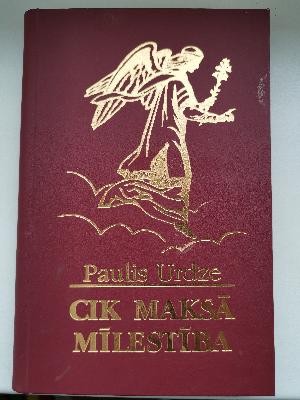 Paulis Urdze
CIK MAKSĀ
MĪLESTĪBA